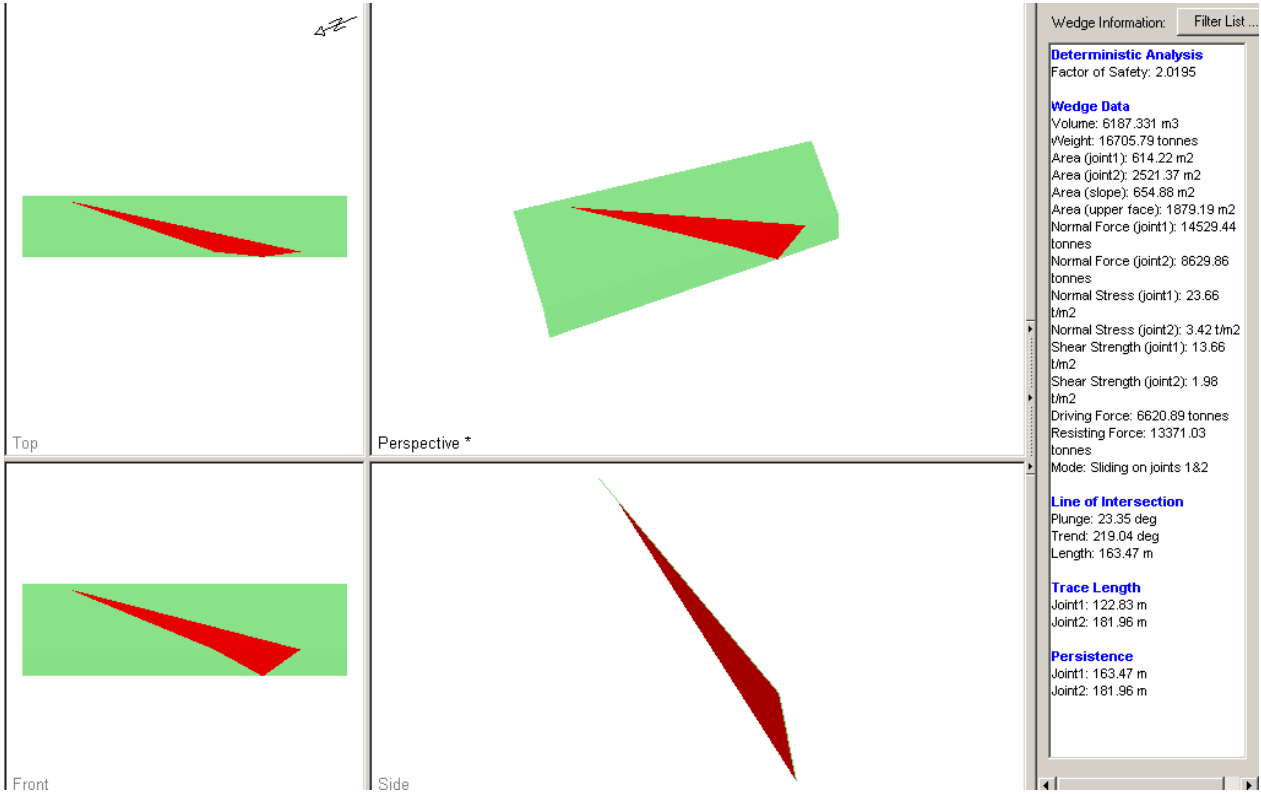 Wedge Information:
Filter List ...
Deterministic Analysis
Factor of Safety: 2.0195
Wedge Data
Volume: 6187.331 m3
Weight: 16705.79 tonnes
Area (joint1): 614.22 m2
Area (joint2): 2521.37 m2
Area (slope): 654.88 m2
Area (upper face): 1879.19 m2
Normal Force (joint1): 14529.44
tonnes
Normal Force (joint2): 8629.86
tonnes
Normal Stress (joint1): 23.66
t/m2
Normal Stress (joint2): 3.42 t/m2
Shear Strength (joint1): 13.66
t/m2
Shear Strength (joint2): 1.98
t/m2
Driving Force: 6620.89 tonnes
Resisting Force: 13371.03
tonnes
Mode: Sliding on joints 1&2
Line of Intersection
Plunge: 23.35 deg
Trend: 219.04 deg
Length: 163.47 m
Trace Length
Joint1: 122.83 m
Joint2: 181.96 m
Persistence
Joint1: 163.47 m
Joint2: 181.96 m
Z
Top
Perspective *
Front
Side